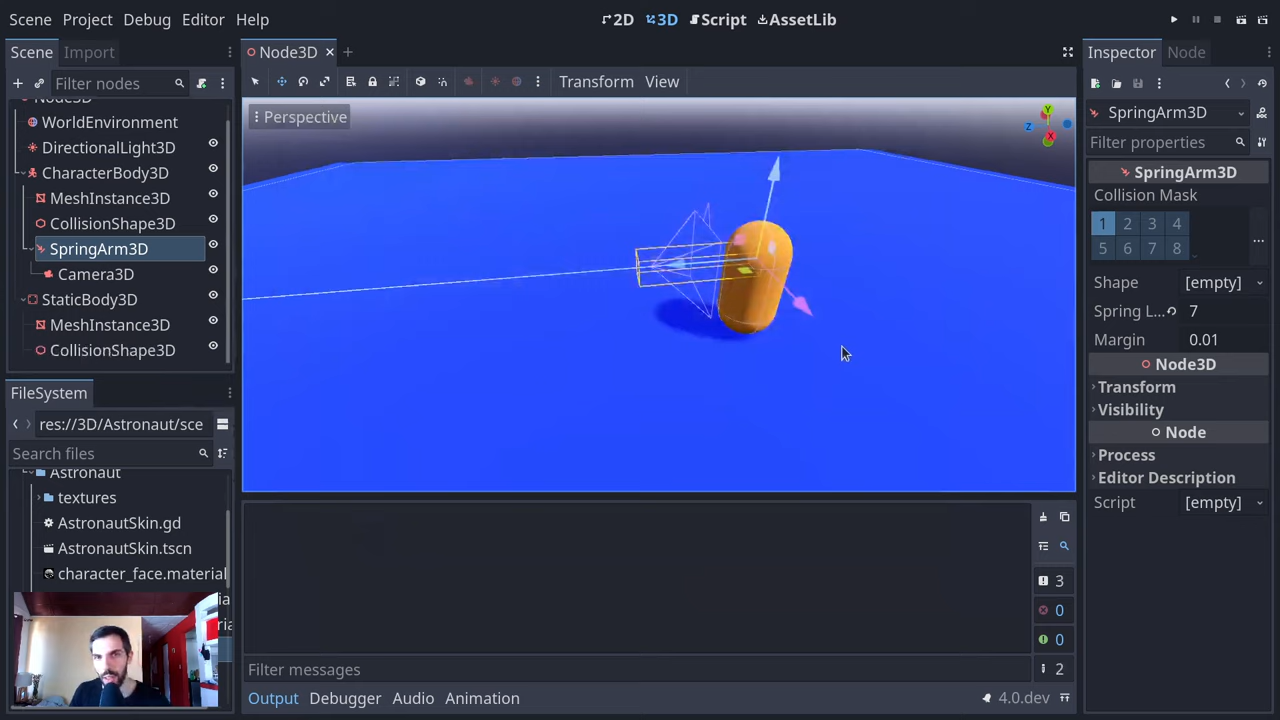 Scene Project Debug Editor Help
2D 3D Script AssetLib
Scene Import
Filter nodes
Node3D
WorldEnvironment
DirectionalLight3D
CharacterBody3D
MeshInstance3D
CollisionShape3D
SpringArm3D
Camera3D
StaticBody3D
MeshInstance3D
CollisionShape3D
FileSystem
res://3D/Astronaut/sce
Search files
Astronaut
textures
AstronautSkin.gd
AstronautSkin.tscn
character_face.material
Node3D
Transform View
Perspective
Y
Z
X
3
0
0
2
Filter messages
Output Debugger Audio Animation
4.0.dev
Inspector Node
SpringArm3D
Filter properties
SpringArm3D
Collision Mask
1 2 3 4
5 6 7 8
Shape [empty]
Spring L... 7
Margin 0.01
Node3D
Transform
Visibility
Node
Process
Editor Description
Script [empty]